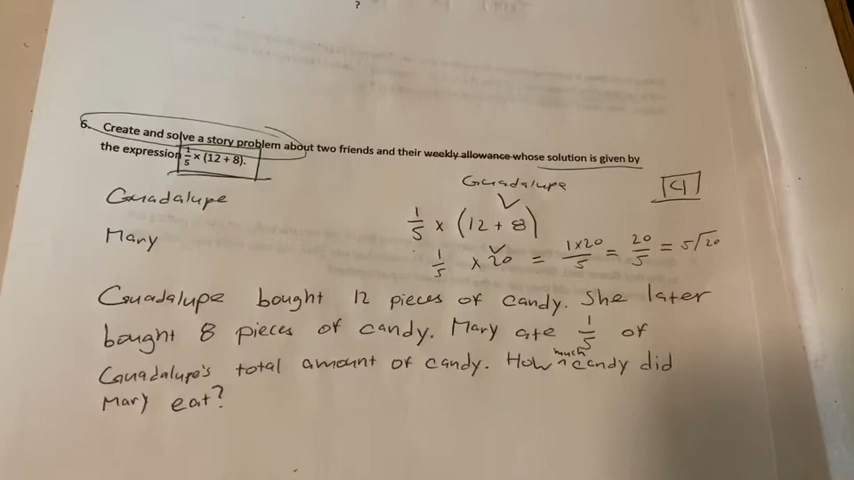 ?
6. Create and solve a story problem about two friends and their weekly allowance whose solution is given by
the expression 1/5 × (12 + 8).
Guadalupe
Guadalupe
4
1/5 × (12 + 8)
Mary
1/5 × 20 = 1×20/5 = 20/5 = 5√20
Guadalupe bought 12 pieces of candy. She later
bought 8 pieces of candy. Mary ate 1/5 of
Guadalupe's total amount of candy. How much candy did
Mary eat?